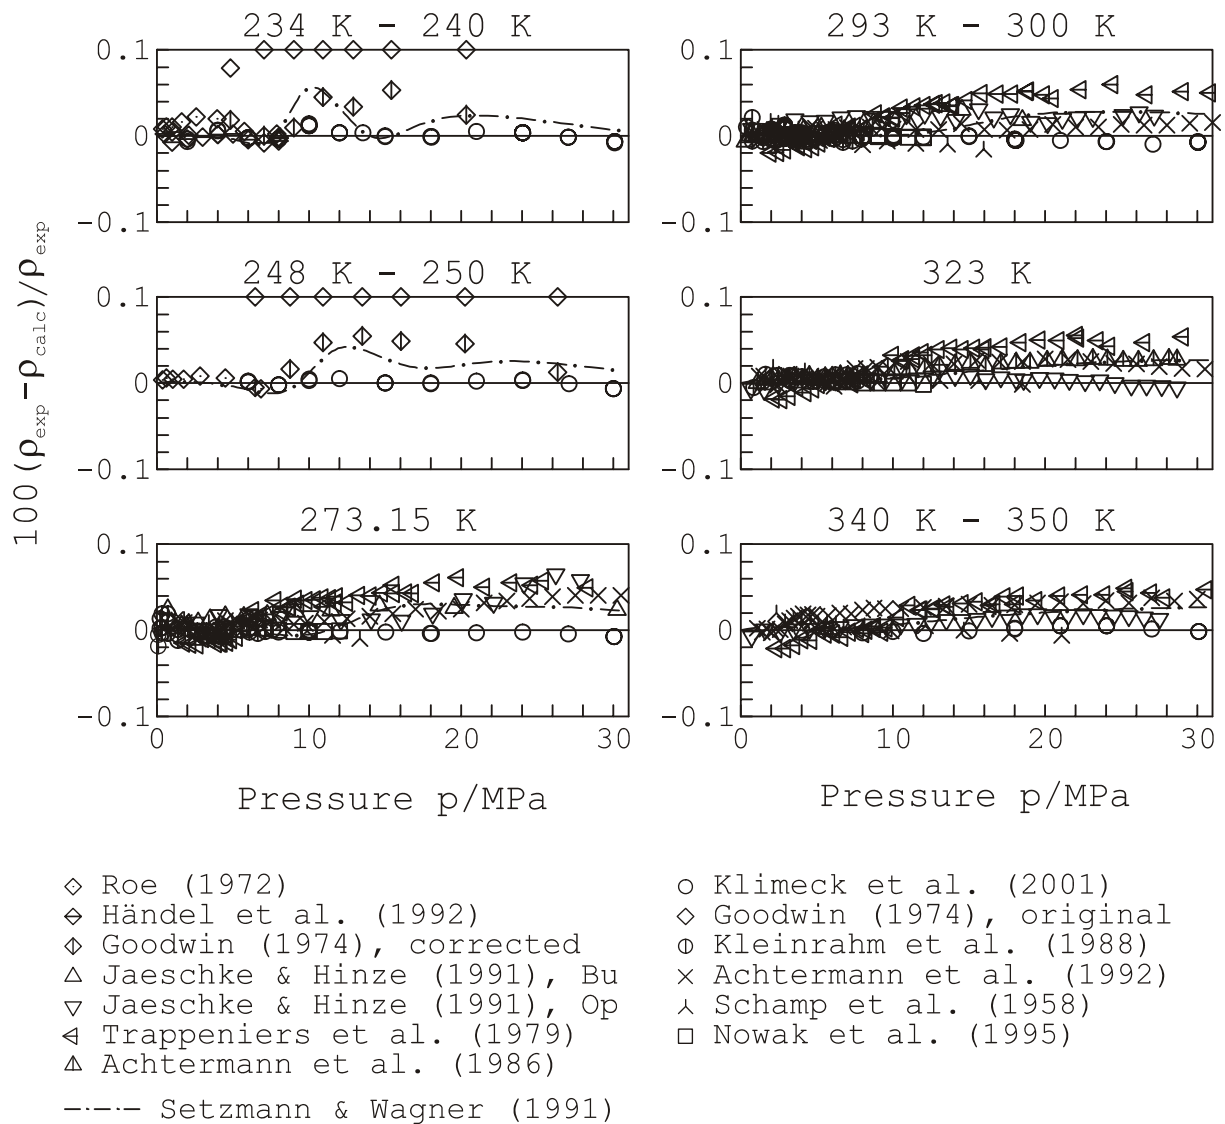 234 K - 240 K
293 K - 300 K
0.1
0
-0.1
0.1
0
-0.1
248 K - 250 K
323 K
0.1
0
-0.1
0.1
0
-0.1
273.15 K
340 K - 350 K
0.1
0
-0.1
0.1
0
-0.1
0 10 20 30
0 10 20 30
100(ρexp-ρcalc)/ρexp
Pressure p/MPa
Pressure p/MPa
Roe (1972)
Händel et al. (1992)
Goodwin (1974), corrected
Jaeschke & Hinze (1991), Bu
Jaeschke & Hinze (1991), Op
Trappeniers et al. (1979)
Achtermann et al. (1986)
Setzmann & Wagner (1991)
Klimeck et al. (2001)
Goodwin (1974), original
Kleinrahm et al. (1988)
Achtermann et al. (1992)
Schamp et al. (1958)
Nowak et al. (1995)